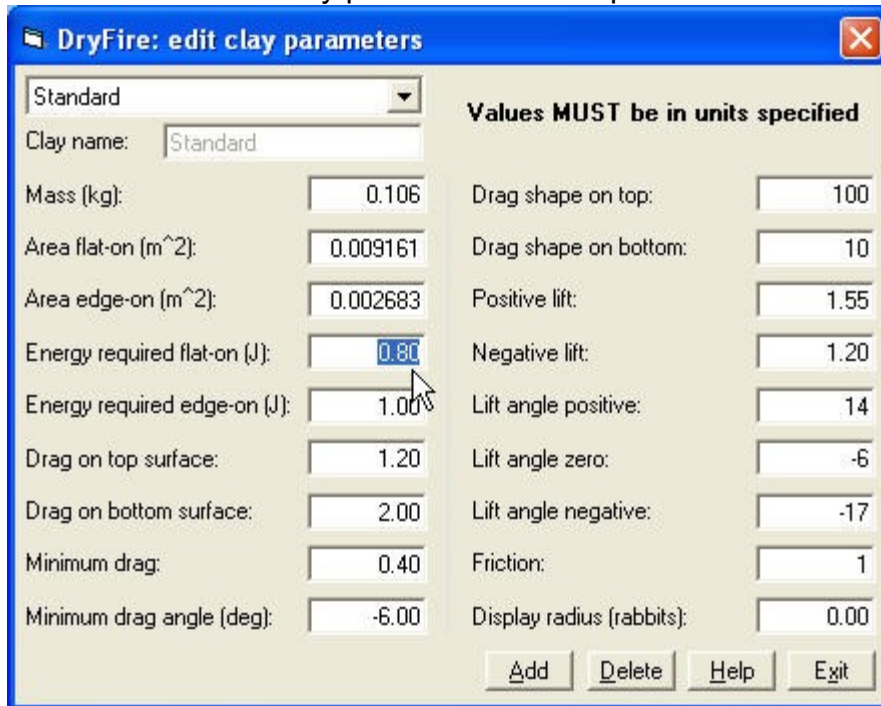 DryFire: edit clay parameters
Standard
Values MUST be in units specified
Clay name: Standard
Mass (kg): 0.106
Drag shape on top: 100
Area flat-on (m^2): 0.009161
Drag shape on bottom: 10
Area edge-on (m^2): 0.002683
Positive lift: 1.55
Energy required flat-on (J): 0.80
Negative lift: 1.20
Energy required edge-on (J): 1.00
Lift angle positive: 14
Drag on top surface: 1.20
Lift angle zero: -6
Drag on bottom surface: 2.00
Lift angle negative: -17
Minimum drag: 0.40
Friction: 1
Minimum drag angle (deg): -6.00
Display radius (rabbits): 0.00
Add Delete Help Exit